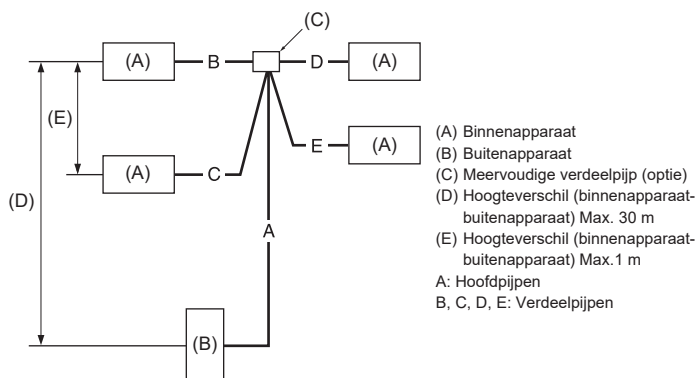 (C)
(A) B D (A)
(E)
(A) C E (A)
(D)
A
(B)
(A) Binnenapparaat
(B) Buitenapparaat
(C) Meervoudige verdeelpijp (optie)
(D) Hoogteverschil (binnenapparaat-
buitenapparaat) Max. 30 m
(E) Hoogteverschil (binnenapparaat-
buitenapparaat) Max.1 m
A: Hoofdpijpen
B, C, D, E: Verdeelpijpen